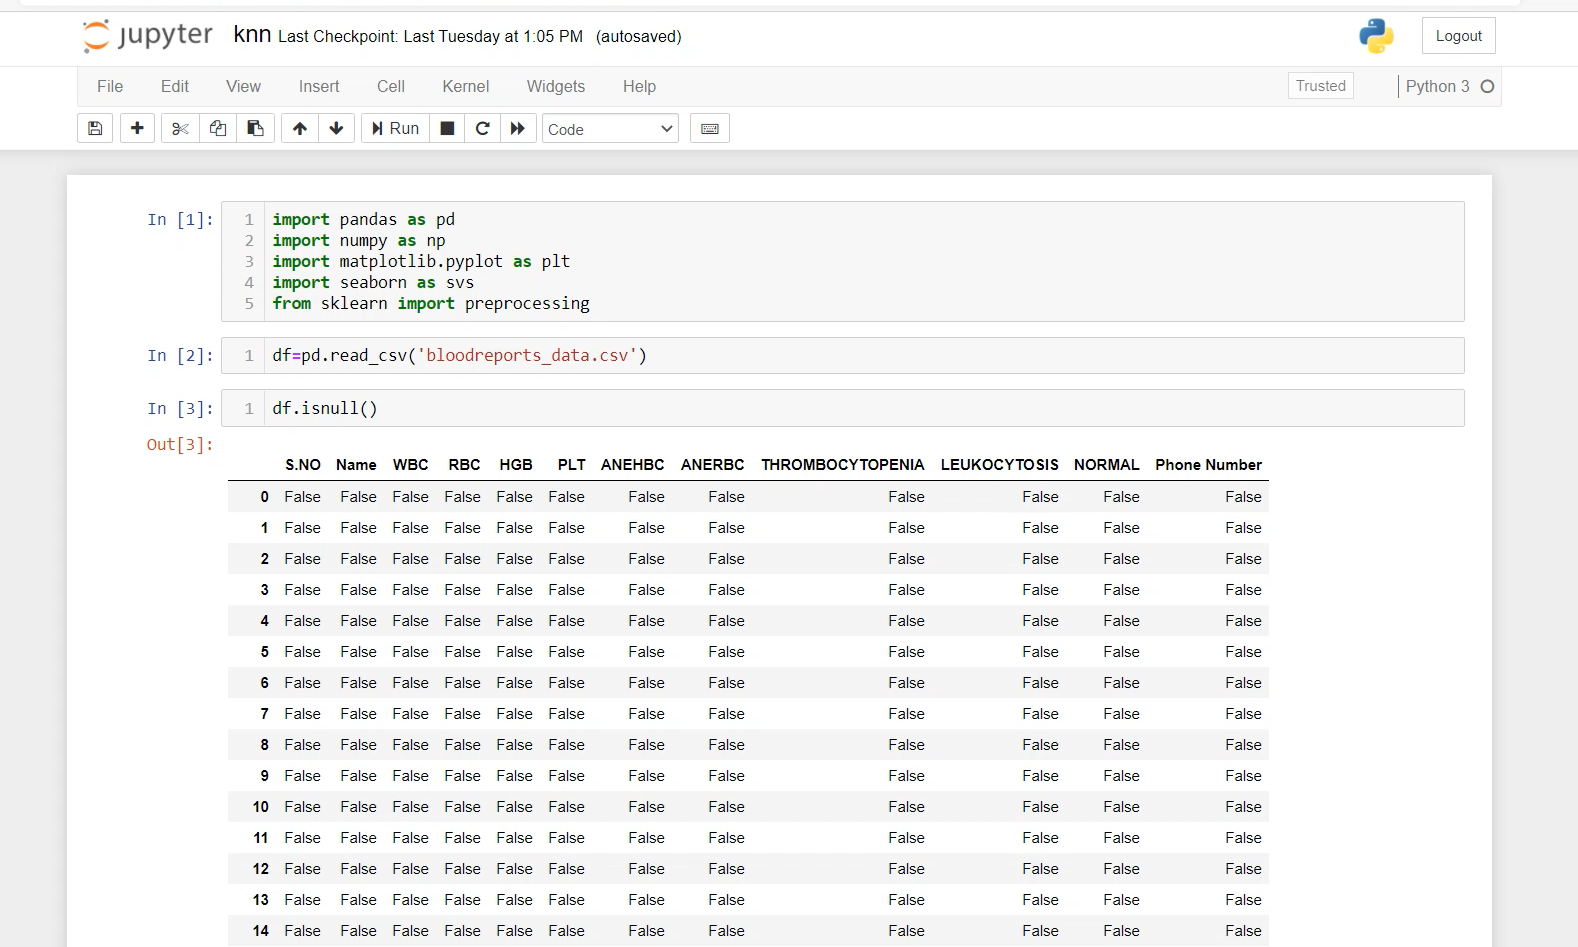 jupyter knn Last Checkpoint: Last Tuesday at 1:05 PM (autosaved) Logout
File Edit View Insert Cell Kernel Widgets Help Trusted Python 3
Run Code
In [1]: 1 import pandas as pd
2 import numpy as np
3 import matplotlib.pyplot as plt
4 import seaborn as svs
5 from sklearn import preprocessing
In [2]: 1 df=pd.read_csv('bloodreports_data.csv')
In [3]: 1 df.isnull()
Out[3]:
S.NO Name WBC RBC HGB PLT ANEHBC ANERBC THROMBOCYTOPENIA LEUKOCYTOSIS NORMAL Phone Number
0 False False False False False False False False False False False False
1 False False False False False False False False False False False False
2 False False False False False False False False False False False False
3 False False False False False False False False False False False False
4 False False False False False False False False False False False False
5 False False False False False False False False False False False False
6 False False False False False False False False False False False False
7 False False False False False False False False False False False False
8 False False False False False False False False False False False False
9 False False False False False False False False False False False False
10 False False False False False False False False False False False False
11 False False False False False False False False False False False False
12 False False False False False False False False False False False False
13 False False False False False False False False False False False False
14 False False False False False False False False False False False False